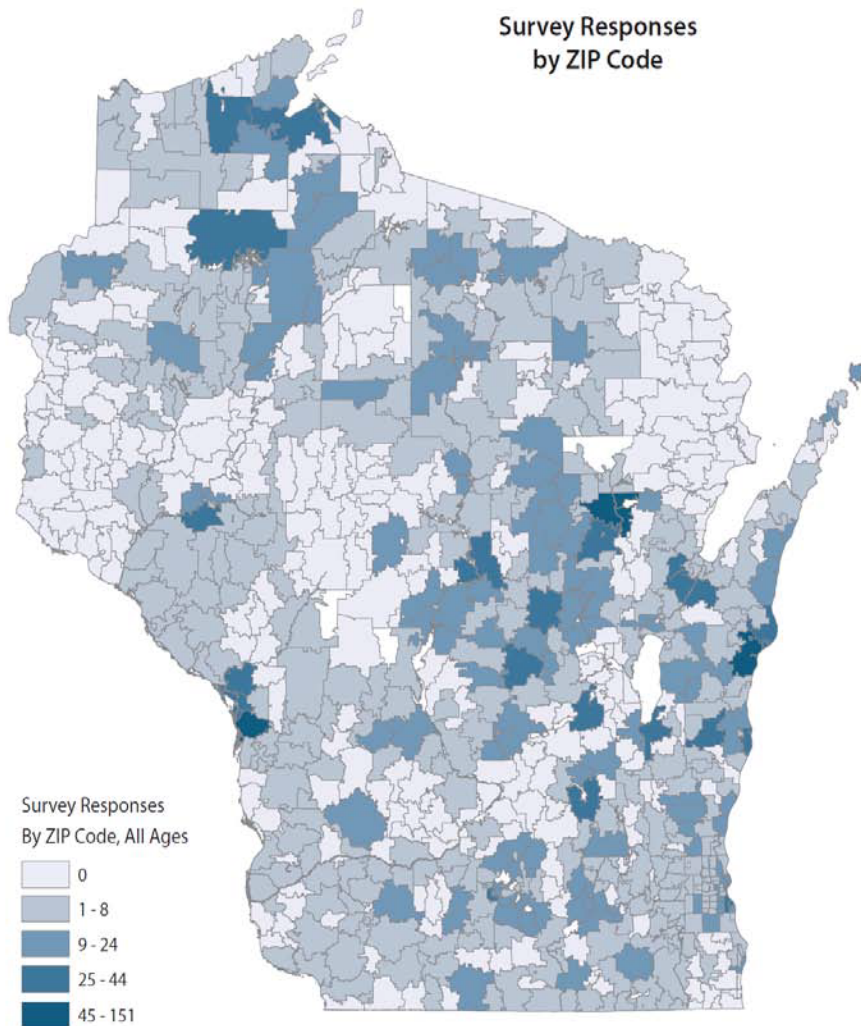 Survey Responses
by ZIP Code
Survey Responses
By ZIP Code, All Ages
0
1 - 8
9 - 24
25 - 44
45 - 151